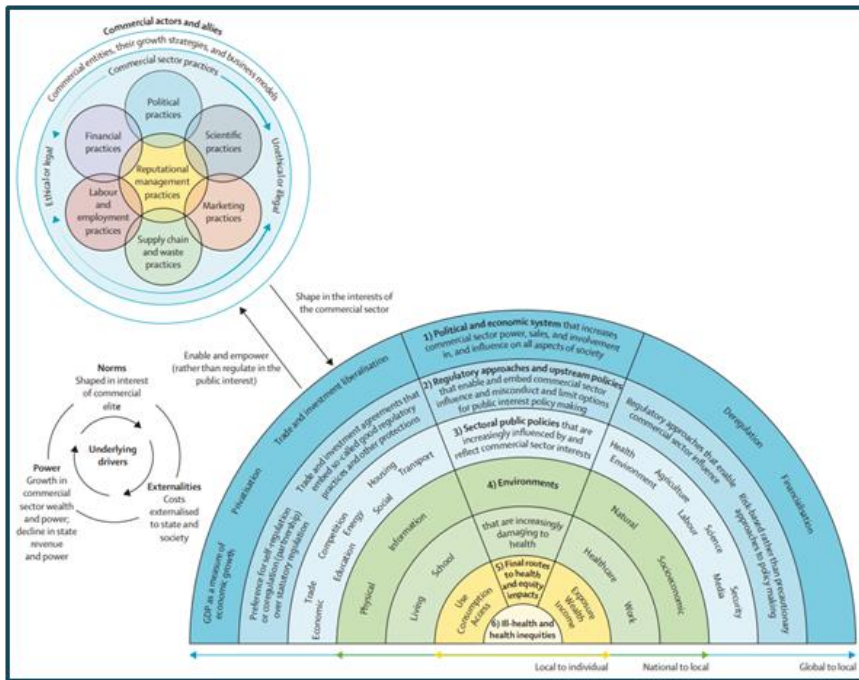 Commercial actors and allies
Commercial entities, their growth strategies, and business models
Commercial sector practices
Ethical or legal
Unethical or illegal
Political
practices
Financial
practices
Scientific
practices
Reputational
management
practices
Labour
and
employment
practices
Marketing
practices
Supply chain
and waste
practices
Shape in the interests of
the commercial sector
Enable and empower
(rather than regulate in the
public interest)
Norms
Shaped in interest
of commercial
elite
Underlying
drivers
Power
Growth in
commercial
sector wealth
and power;
decline in state
revenue
and power
Externalities
Costs
externalised
to state and
society
1) Political and economic system that increases
commercial sector power, sales, and involvement
in, and influence on all aspects of society
GDP as a measure of
economic growth
Privatisation
Trade and investment liberalisation
Deregulation
Financialisation
2) Regulatory approaches and upstream policies
that enable and embed commercial sector
influence and misconduct and limit options
for public interest policy making
Preference for self regulation
or coregulation (partnership)
over statutory regulation
Trade and investment agreements that
embed so-called good regulatory
practices and other protections
Regulatory approaches that enable
commercial sector influence
Risk-based rather than precautionary
approaches to policy making
3) Sectoral public policies that are
increasingly influenced by and
reflect commercial sector interests
Economic
Trade
Education
Competition
Energy
Social
Housing
Transport
Health
Environment
Agriculture
Labour
Science
Media
Security
4) Environments
that are increasingly
damaging to
health
Physical
Information
Living
School
Natural
Socioeconomic
Healthcare
Work
5) Final routes
to health
and equity
impacts
Use
Consumption
Access
Exposure
Wealth
Income
6) Ill-health and
health inequities
Local to individual
National to local
Global to local